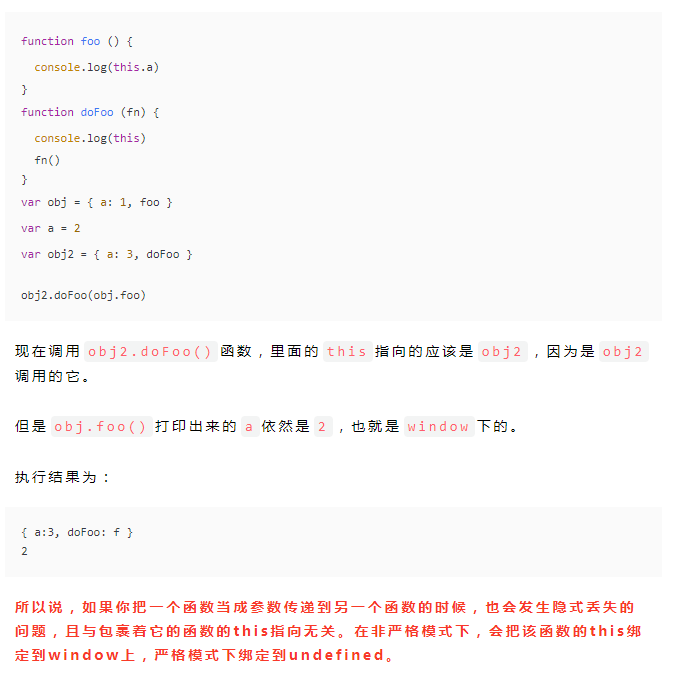 function foo () {
  console.log(this.a)
}
function doFoo (fn) {
  console.log(this)
  fn()
}
var obj = { a: 1, foo }
var a = 2
var obj2 = { a: 3, doFoo }
obj2.doFoo(obj.foo)
现在调用 obj2.doFoo() 函数，里面的 this 指向的应该是 obj2 ，因为是 obj2
调用的它。
但是 obj.foo() 打印出来的 a 依然是 2 ，也就是 window 下的。
执行结果为：
{ a:3, doFoo: f }
2
所以说，如果你把一个函数当成参数传递到另一个函数的时候，也会发生隐式丢失的
问题，且与包裹着它的函数的this指向无关。在非严格模式下，会把该函数的this绑
定到window上，严格模式下绑定到undefined。